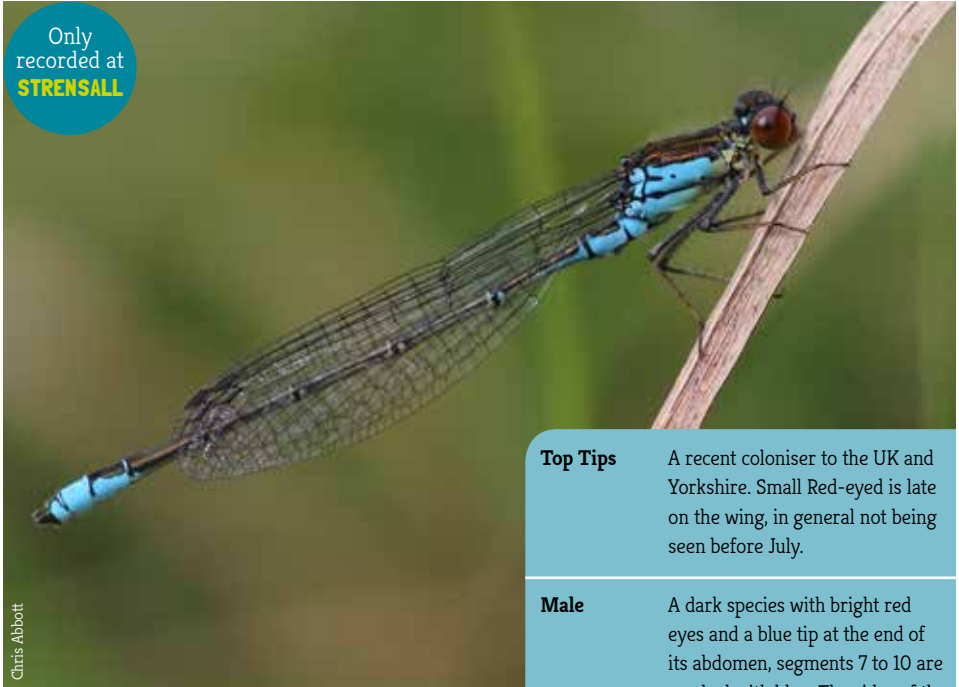 Only
recorded at
STRENSALL
Top Tips
A recent coloniser to the UK and
Yorkshire. Small Red-eyed is late
on the wing, in general not being
seen before July.
Male
A dark species with bright red
eyes and a blue tip at the end of
its abdomen, segments 7 to 10 are
Chris Abbott